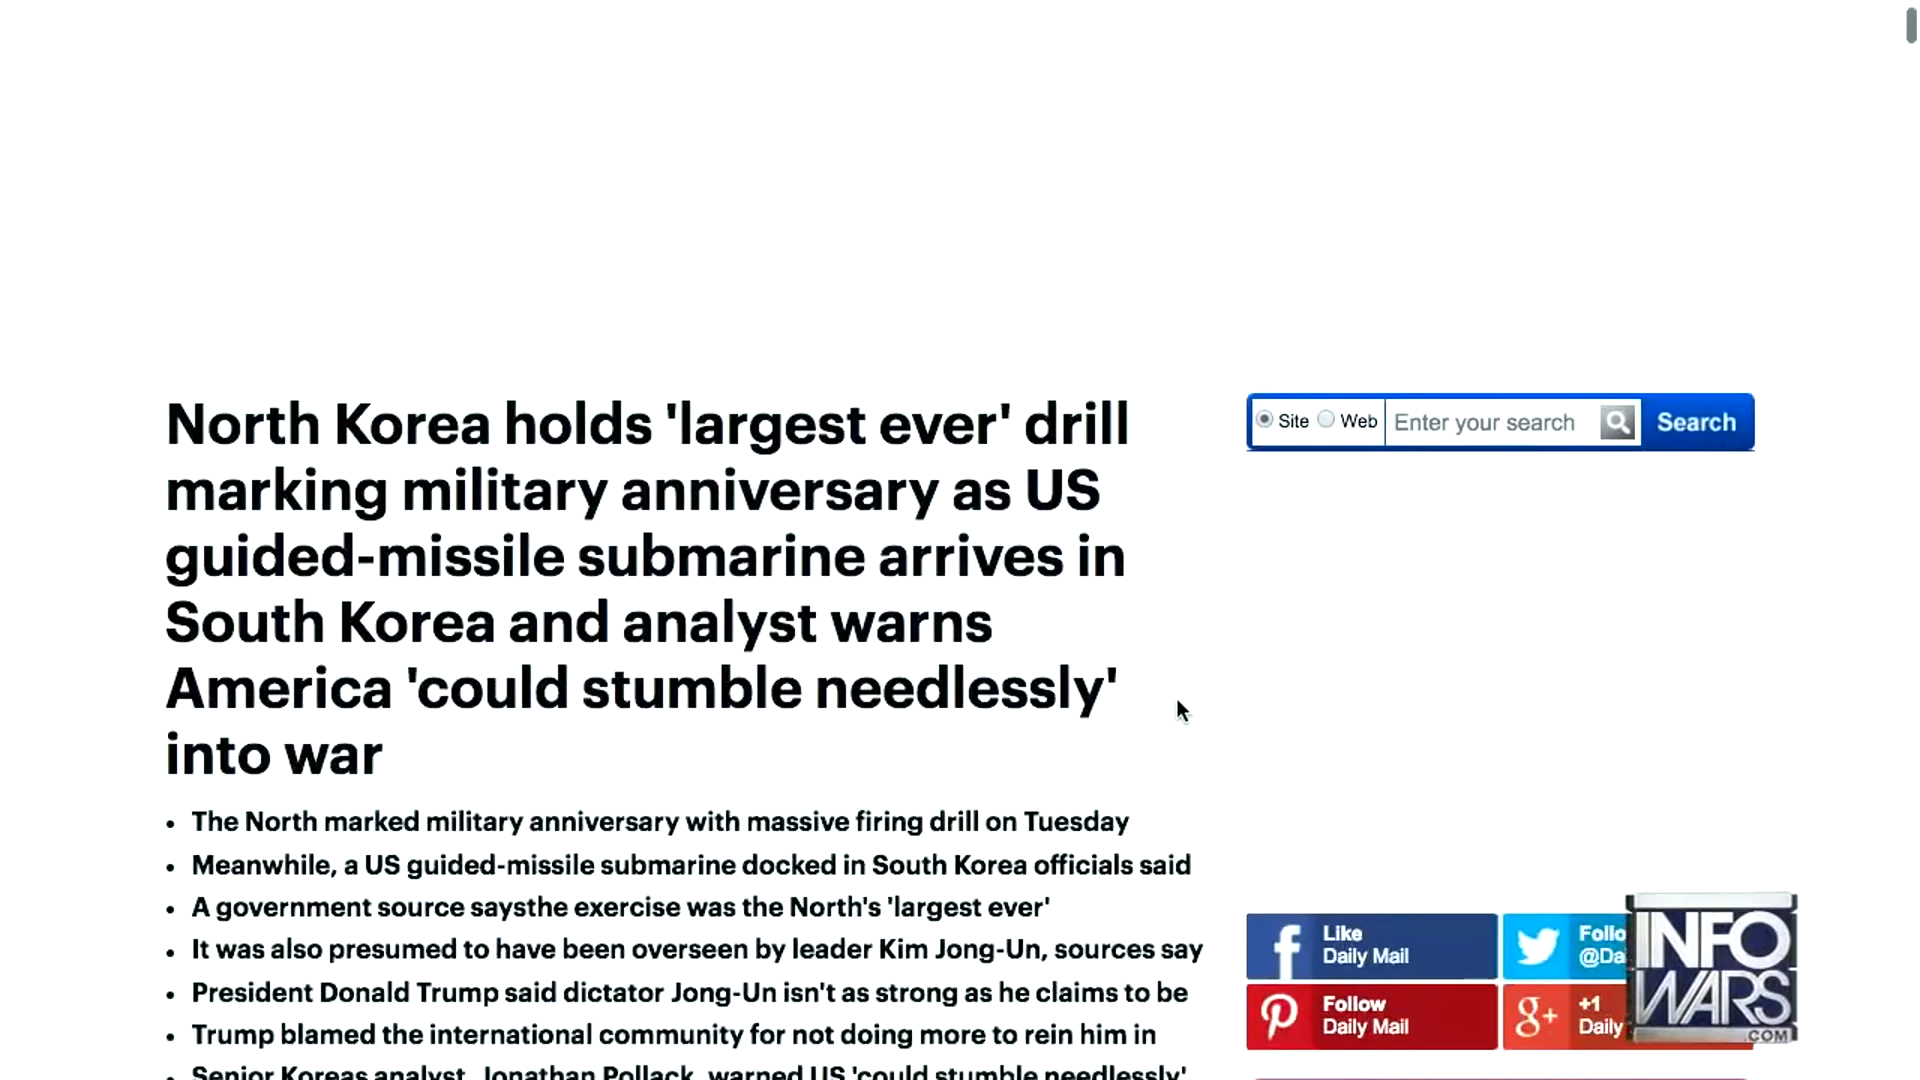 North Korea holds 'largest ever' drill
marking military anniversary as US
guided-missile submarine arrives in
South Korea and analyst warns
America 'could stumble needlessly'
into war
• The North marked military anniversary with massive firing drill on Tuesday
• Meanwhile, a US guided-missile submarine docked in South Korea officials said
• A government source saysthe exercise was the North's 'largest ever'
• It was also presumed to have been overseen by leader Kim Jong-Un, sources say
• President Donald Trump said dictator Jong-Un isn't as strong as he claims to be
• Trump blamed the international community for not doing more to rein him in
• Senior Koreas analyst, Jonathan Pollack, warned US 'could stumble needlessly'
Site Web Enter your search Search
Like
Daily Mail
Follo
@Da
Follow
Daily Mail
g+ +1
Daily
INFO
WARS
.COM